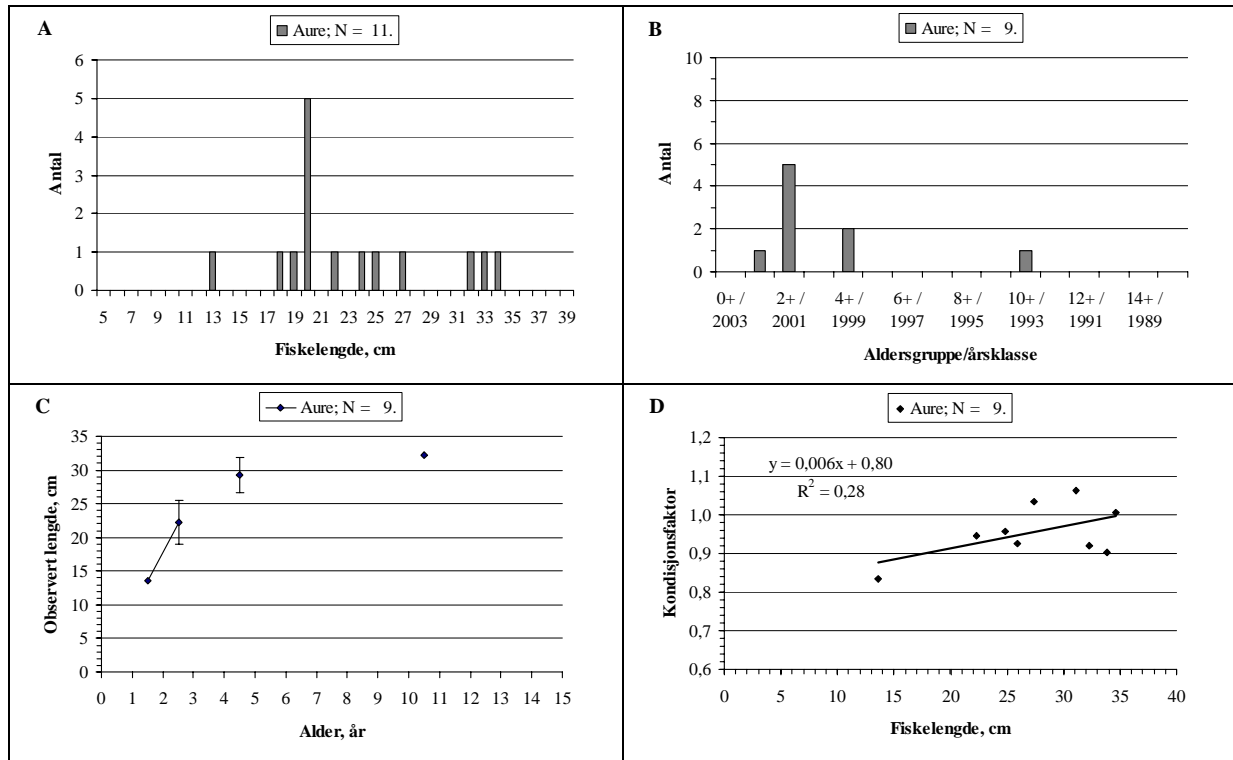 A
Aure; N = 11.
Antal
6
5
4
3
2
1
0
5 7 9 11 13 15 17 19 21 23 25 27 29 31 33 35 37 39
Fiskelengde, cm
B
Aure; N = 9.
Antal
10
8
6
4
2
0
0+ / 2+ / 4+ / 6+ / 8+ / 10+ / 12+ / 14+ /
2003 2001 1999 1997 1995 1993 1991 1989
Aldersgruppe/årsklasse
C
Aure; N = 9.
Observert lengde, cm
35
30
25
20
15
10
5
0
0 1 2 3 4 5 6 7 8 9 10 11 12 13 14 15
Alder, år
D
Aure; N = 9.
Kondisjonsfaktor
1,2
1,1
1,0
0,9
0,8
0,7
0,6
y = 0,006x + 0,80
R² = 0,28
0 5 10 15 20 25 30 35 40
Fiskelengde, cm